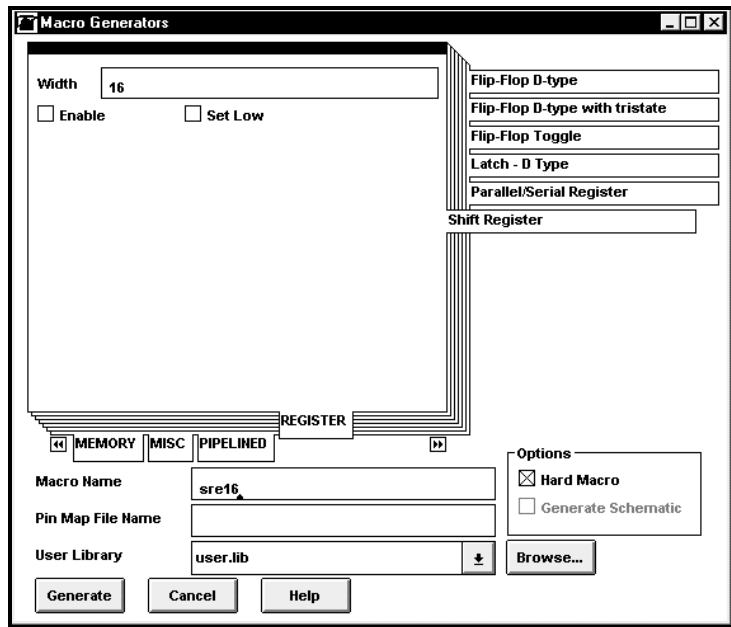 Macro Generators
Width 16
Enable Set Low
Flip-Flop D-type
Flip-Flop D-type with tristate
Flip-Flop Toggle
Latch - D Type
Parallel/Serial Register
Shift Register
REGISTER
MEMORY MISC PIPELINED
Macro Name sre16
Pin Map File Name
User Library user.lib
Options
Hard Macro
Generate Schematic
Browse...
Generate Cancel Help